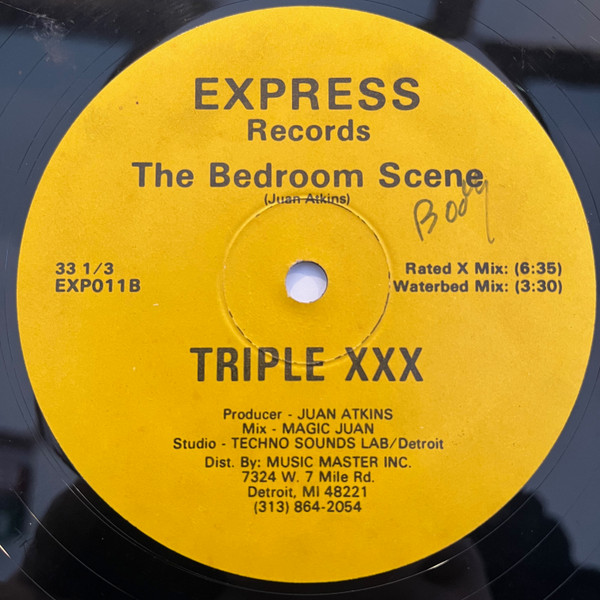 EXPRESS
Records
The Bedroom Scene
(Juan Atkins)
Body
33 1/3
EXP011B
Rated X Mix: (6:35)
Waterbed Mix: (3:30)
TRIPLE XXX
Producer - JUAN ATKINS
Mix - MAGIC JUAN
Studio - TECHNO SOUNDS LAB/Detroit
Dist. By: MUSIC MASTER INC.
7324 W. 7 Mile Rd.
Detroit, MI 48221
(313) 864-2054